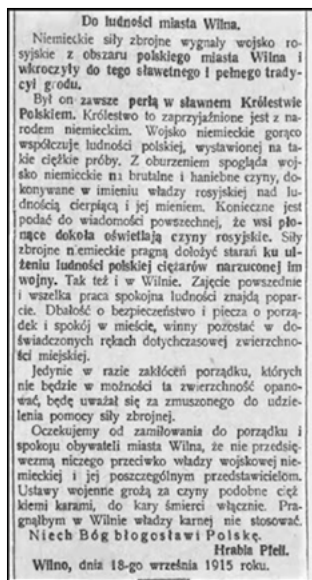 Do ludności miasta Wilna.
Niemieckie siły zbrojne wygnały wojsko ro-
syjskie z obszaru polskiego miasta Wilna i
wkroczyły do tego sławetnego i pełnego trady-
cyi grodu.
Był on zawsze perłą w sławnem Królestwie
Polskiem. Królestwo to zaprzyjaźnione jest z na-
rodem niemieckim. Wojsko niemieckie gorąco
współczuje ludności polskiej, wystawionej na ta-
kie ciężkie próby. Z oburzeniem spogląda woj-
sko niemieckie na brutalne i haniebne czyny, do-
konywane w imieniu władzy rosyjskiej nad lu-
dnością cierpiącą i jej mieniem. Konieczne jest
podać do wiadomości powszechnej, że wsi pło-
nące dokoła oświetlają czyny rosyjskie. Siły
zbrojne niemieckie pragną dołożyć starań ku ul-
żeniu ludności polskiej ciężarów narzuconej im
wojny. Tak też i w Wilnie. Zajęcie powszednie
i wszelka praca spokojna ludności znajdą popar-
cie. Dbałość o bezpieczeństwo i piecza o porzą-
dek i spokój w mieście, winny pozostać w do-
świadczonych rękach dotychczasowej zwierzchno-
ści miejskiej.
Jedynie w razie zakłóceń porządku, których
nie będzie w możności ta zwierzchność opano-
wać, będę uważał się za zmuszonego do udzie-
lenia pomocy siły zbrojnej.
Oczekujemy od zamiłowania do porządku i
spokoju obywateli miasta Wilna, że nie przedsię-
wezmą niczego przeciwko władzy wojskowej nie-
mieckiej i jej poszczególnym przedstawicielom.
Ustawy wojenne grożą za czyny podobne cięż
kiemi karami, do kary śmierci włącznie. Pra-
gnąłbym w Wilnie władzy karnej nie stosować.
Niech Bóg błogosławi Polskę.
Hrabia Pfeil.
Wilno, dnia 18-go września 1915 roku.